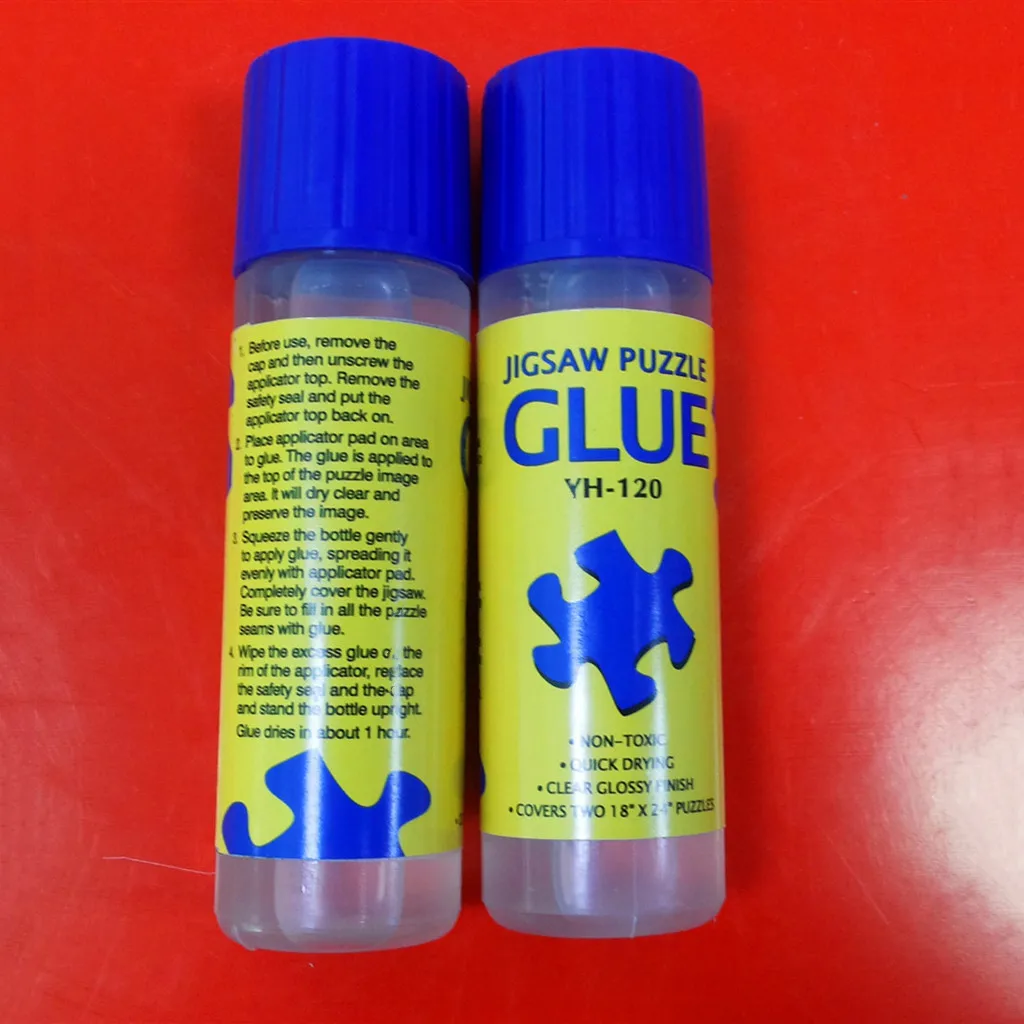 1. Before use, remove the
cap and then unscrew the
applicator top. Remove the
safety seal and put the
applicator top back on.
2. Place applicator pad on area
to glue. The glue is applied to
the top of the puzzle image
area. It will dry clear and
preserve the image.
3. Squeeze the bottle gently
to apply glue, spreading it
evenly with applicator pad.
Completely cover the jigsaw.
Be sure to fill in all the puzzle
seams with glue.
4. Wipe the excess glue on the
rim of the applicator, replace
the safety seal and the cap
and stand the bottle upright.
Glue dries in about 1 hour.
JIGSAW PUZZLE
GLUE
YH-120
• NON-TOXIC
• QUICK DRYING
• CLEAR GLOSSY FINISH
• COVERS TWO 18" X 24" PUZZLES